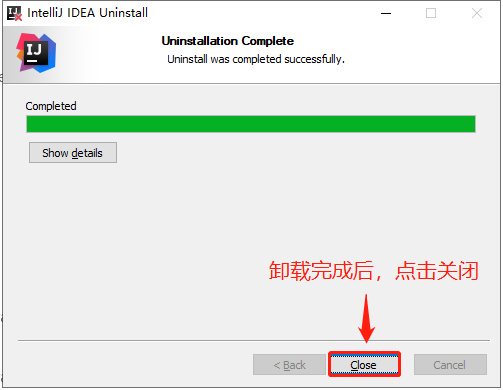 IntelliJ IDEA Uninstall
IJ
Uninstallation Complete
Uninstall was completed successfully.
Completed
Show details
卸载完成后，点击关闭
< Back
Close
Cancel